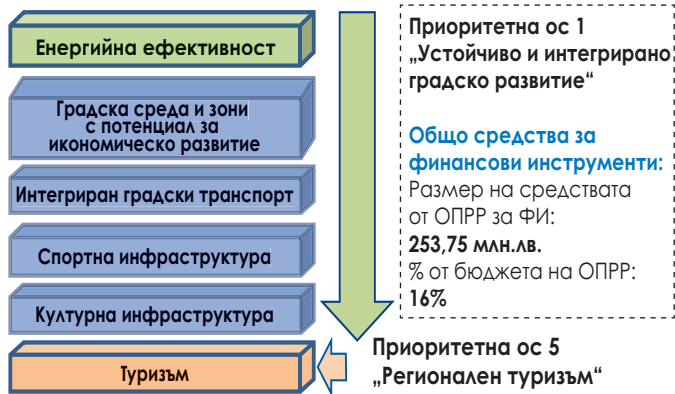 Енергийна ефективност
Градска среда и зони
с потенциал за
икономическо развитие
Интегриран градски транспорт
Спортна инфраструктура
Културна инфраструктура
Туризъм
Приоритетна ос 1
„Устойчиво и интегрирано
градско развитие“
Общо средства за
финансови инструменти:
Размер на средствата
от ОПРР за ФИ:
253,75 млн.лв.
% от бюджета на ОПРР:
16%
Приоритетна ос 5
„Регионален туризъм“